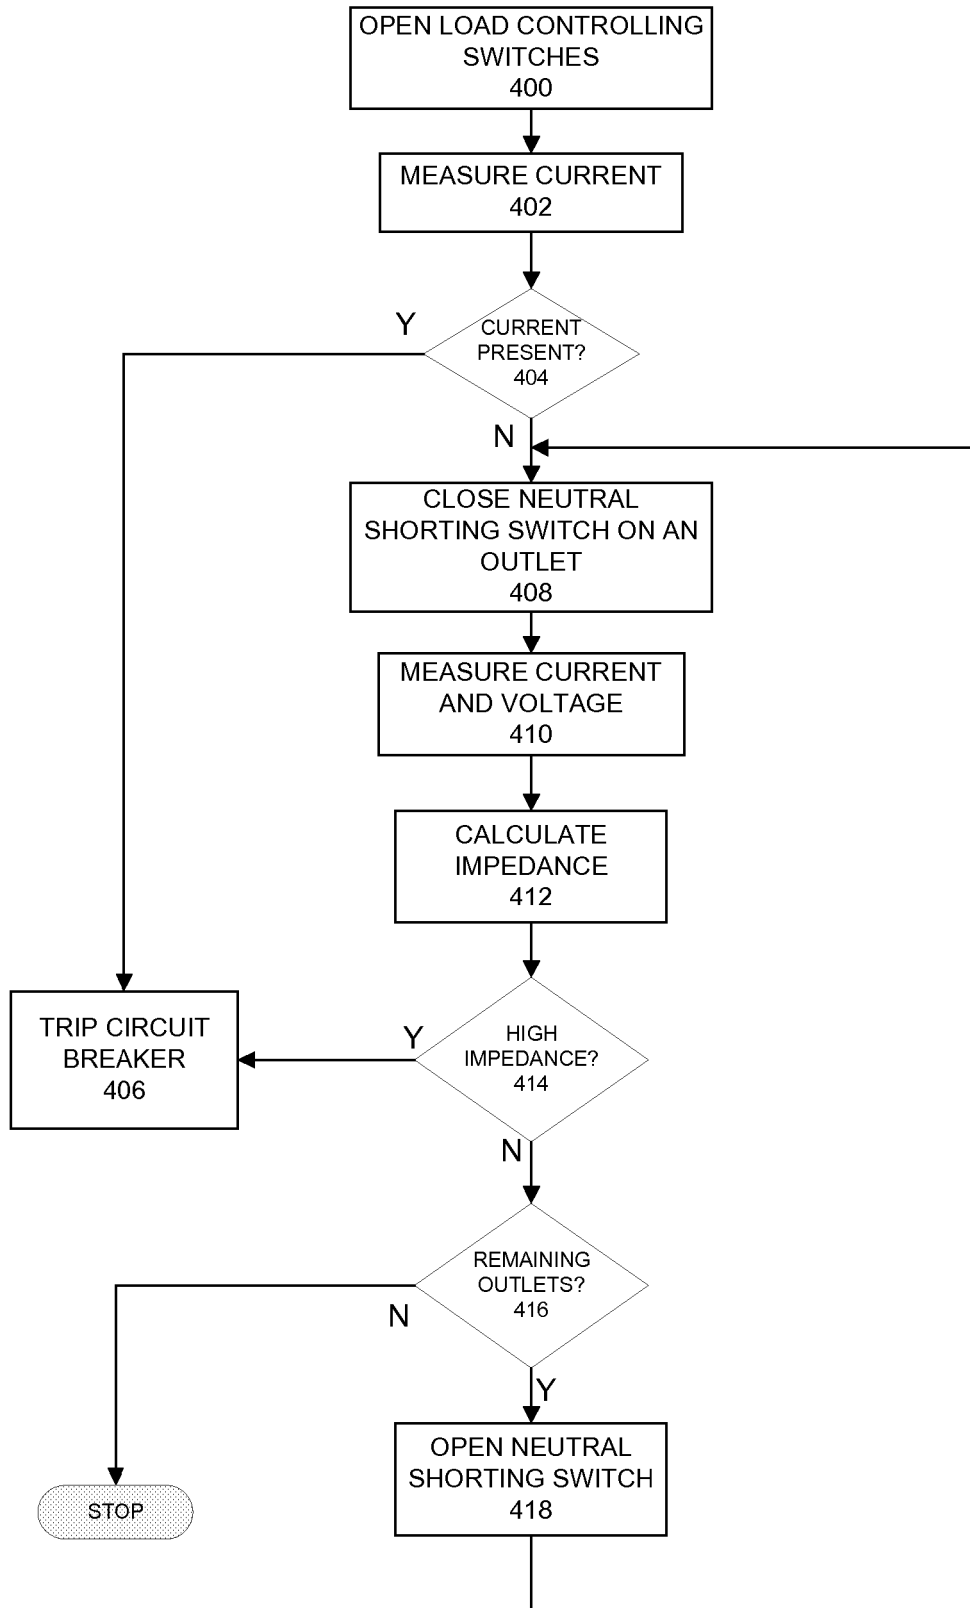 OPEN LOAD CONTROLLING
SWITCHES
400
MEASURE CURRENT
402
Y
CURRENT
PRESENT?
404
N
CLOSE NEUTRAL
SHORTING SWITCH ON AN
OUTLET
408
MEASURE CURRENT
AND VOLTAGE
410
CALCULATE
IMPEDANCE
412
TRIP CIRCUIT
BREAKER
406
Y
HIGH
IMPEDANCE?
414
N
REMAINING
OUTLETS?
416
N
Y
OPEN NEUTRAL
SHORTING SWITCH
418
STOP